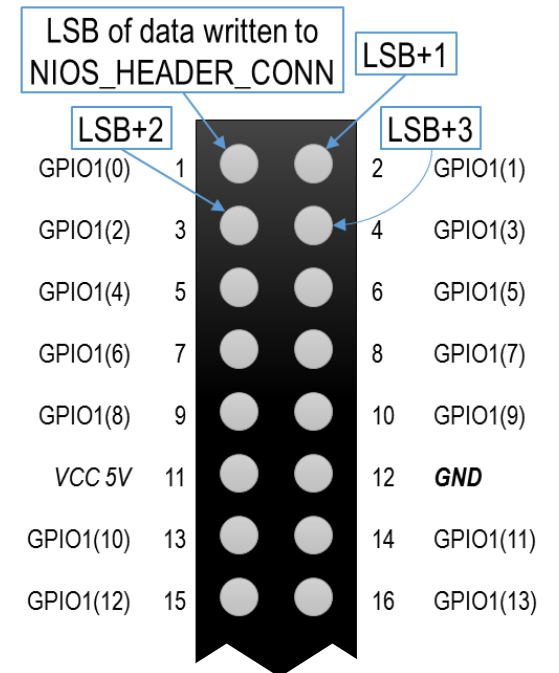 LSB of data written to
NIOS_HEADER_CONN
LSB+1
LSB+2
LSB+3
GPIO1(0) 1 2 GPIO1(1)
GPIO1(2) 3 4 GPIO1(3)
GPIO1(4) 5 6 GPIO1(5)
GPIO1(6) 7 8 GPIO1(7)
GPIO1(8) 9 10 GPIO1(9)
VCC 5V 11 12 GND
GPIO1(10) 13 14 GPIO1(11)
GPIO1(12) 15 16 GPIO1(13)